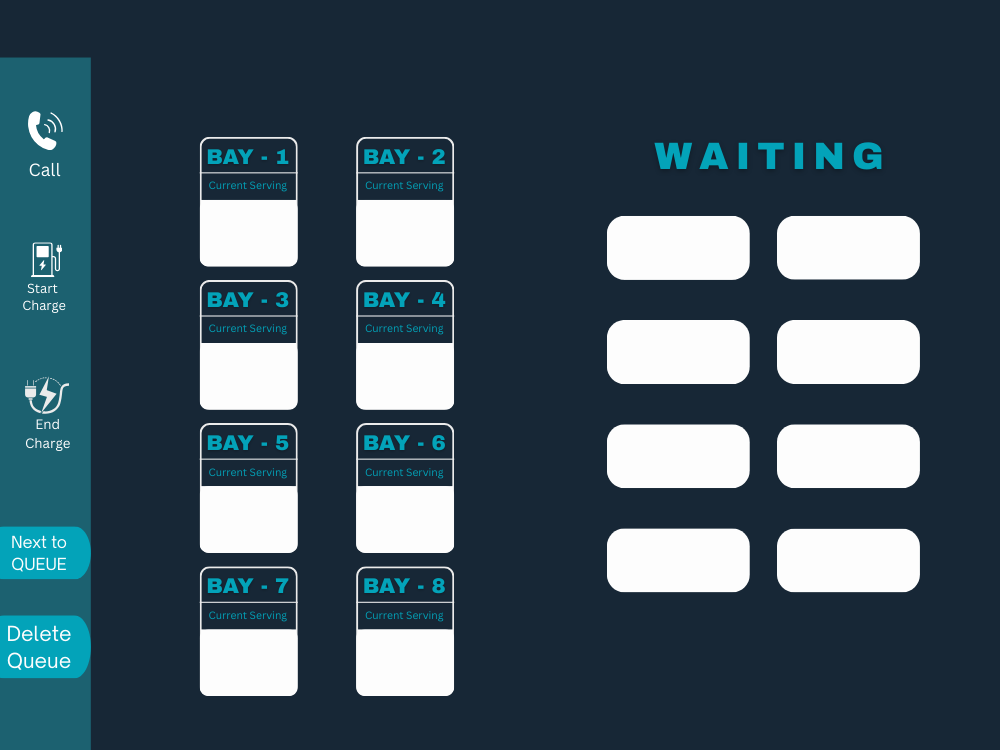 Call
Start
Charge
End
Charge
Next to
QUEUE
Delete
Queue
BAY - 1
Current Serving
BAY - 2
Current Serving
BAY - 3
Current Serving
BAY - 4
Current Serving
BAY - 5
Current Serving
BAY - 6
Current Serving
BAY - 7
Current Serving
BAY - 8
Current Serving
WAITING